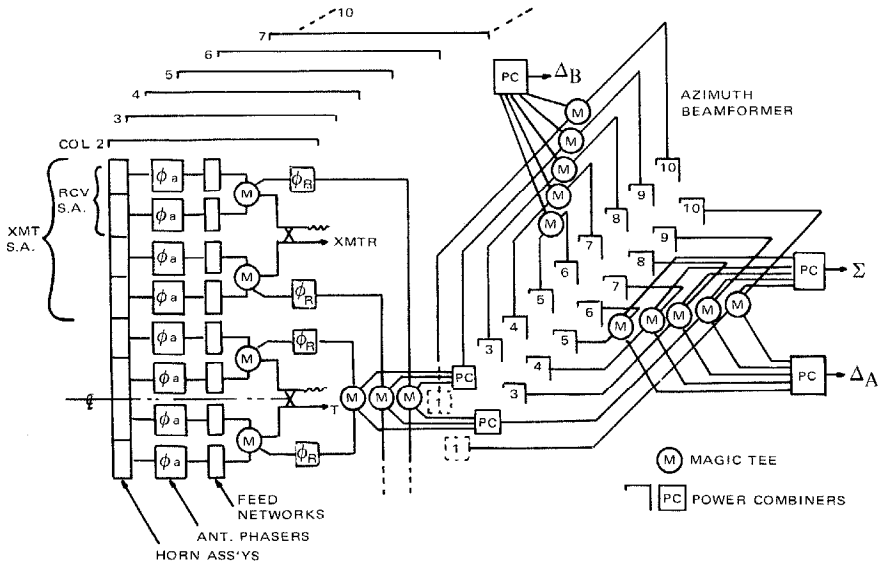 10
7
6
5
4
3
COL 2
PC
Δ_B
M
M
M
M
M
AZIMUTH
BEAMFORMER
XMT
S.A.
RCV
S.A.
ϕa
ϕa
ϕa
ϕa
ϕa
ϕa
ϕa
ϕa
M
M
M
M
ϕR
ϕR
ϕR
ϕR
XMTR
T
℄
M
M
M
PC
PC
1
1
3
4
5
6
7
8
9
10
3
4
5
6
7
8
9
10
M
M
M
M
M
PC
Σ
PC
Δ_A
FEED
NETWORKS
ANT. PHASERS
HORN ASS'YS
M
MAGIC TEE
PC
POWER COMBINERS